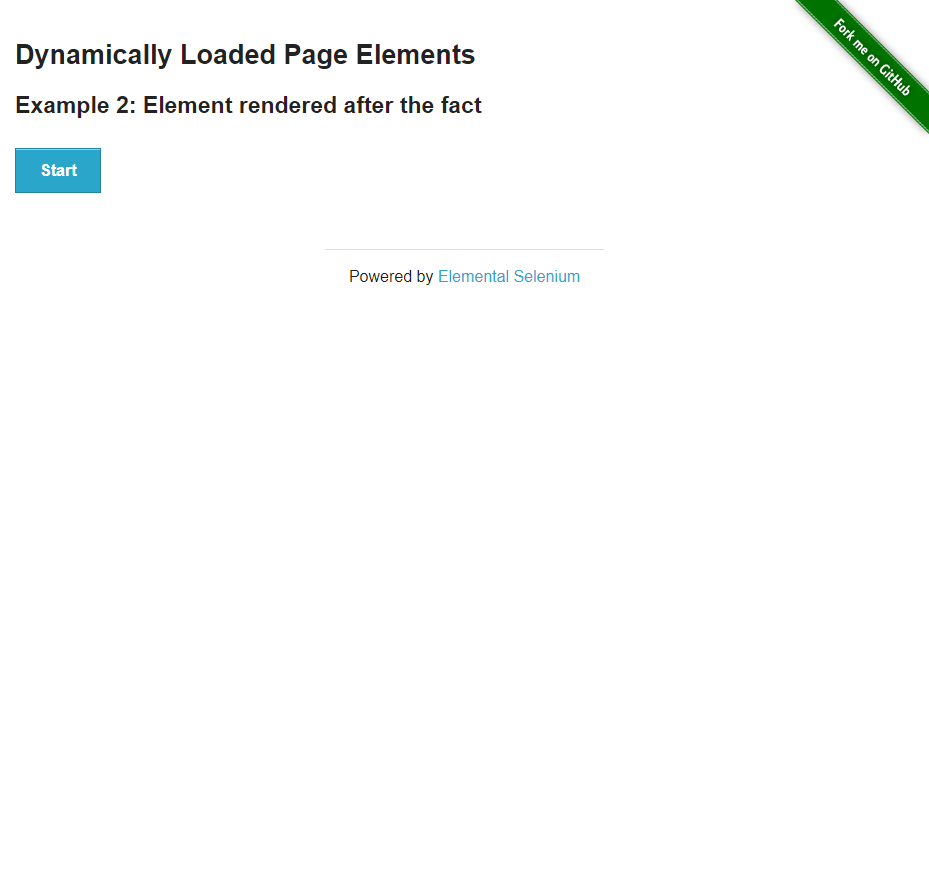 Fork me on GitHub
Dynamically Loaded Page Elements
Example 2: Element rendered after the fact
Start
Powered by Elemental Selenium